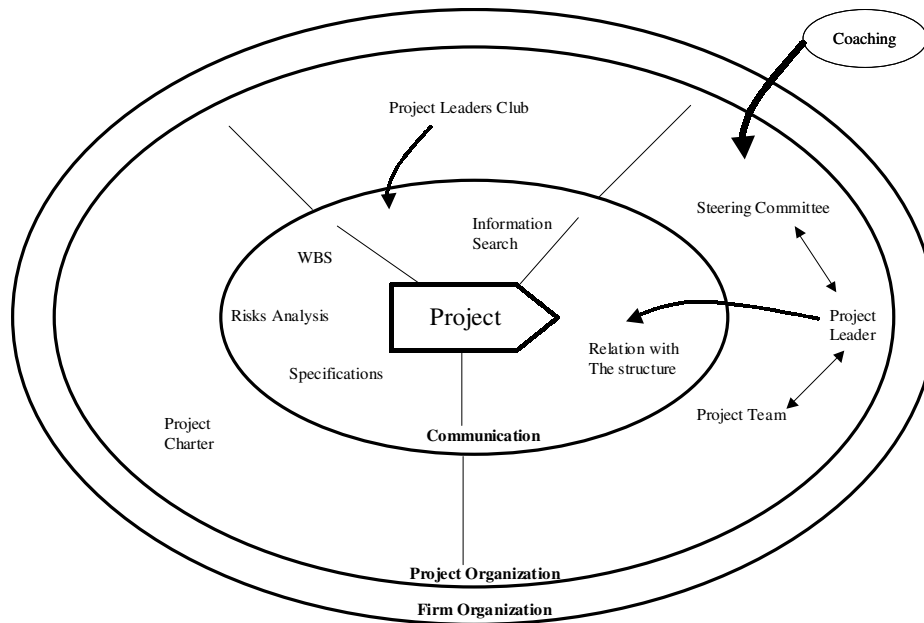 Coaching
Project Leaders Club
Steering Committee
Information
Search
WBS
Risks Analysis
Project
Project
Leader
Relation with
The structure
Specifications
Project Team
Project
Charter
Communication
Project Organization
Firm Organization